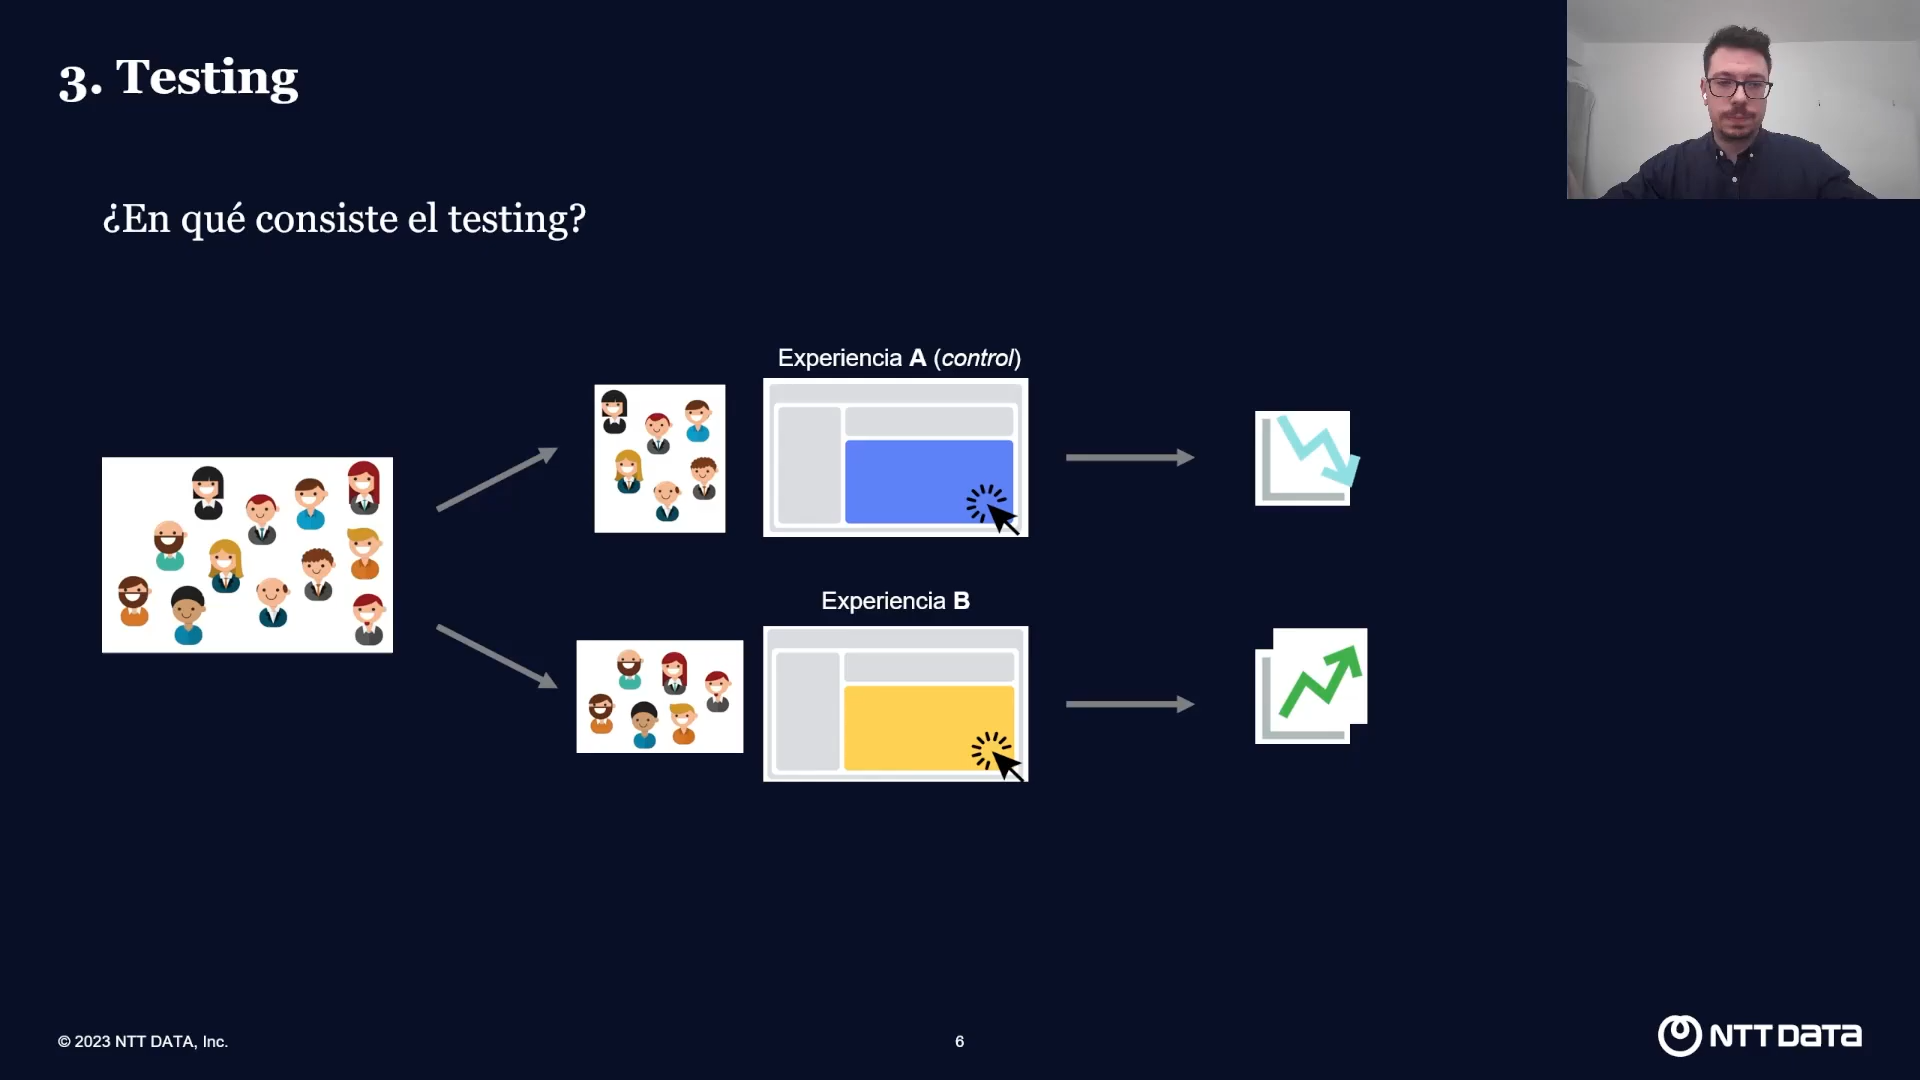 3. Testing
¿En qué consiste el testing?
Experiencia A (control)
Experiencia B
© 2023 NTT DATA, Inc.
6
NTT DATA